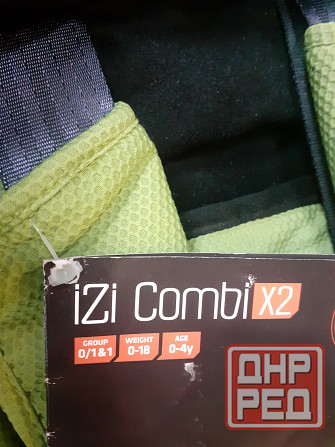 iZi Combi X2
GROUP WEIGHT AGE
0/1&1 0-18 0-4y
ДНР
РЕД